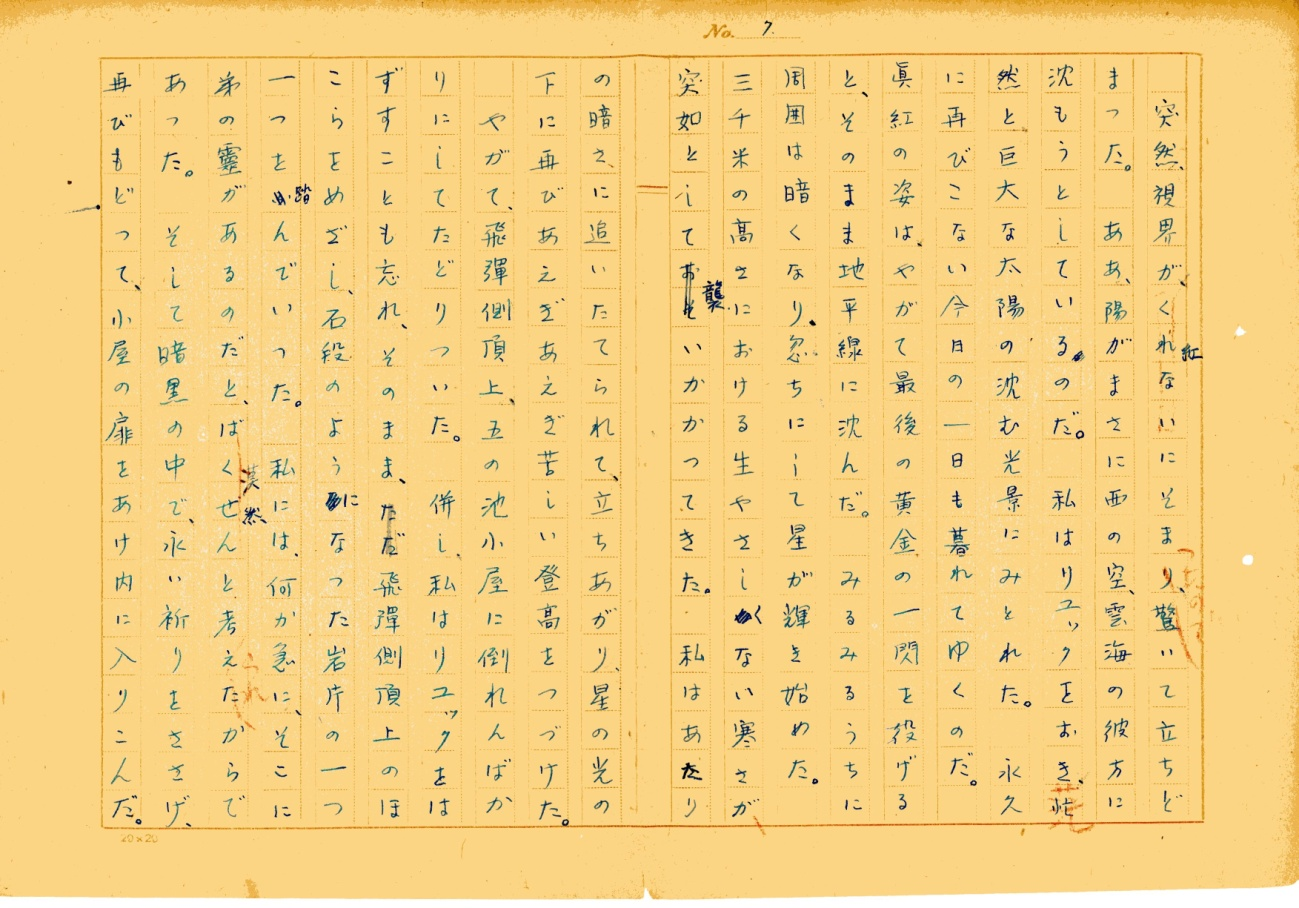 No. 7.
突然、視界が、くれないにそまり、驚いて立ちど
紅
まった。 ああ、陽がまさに西の空、雲海の彼方に
沈もうとしている。のだ。 私はリユックをおき、忙
荒
然と巨大な太陽の沈む光景にみとれた。 永久
に再びこない今日の一日も暮れてゆくのだ。
眞紅の姿は、やがて最後の黄金の一閃を投げる
と、そのまま地平線に沈んだ。 みるみるうちに
周囲は暗くなり、忽ちにして星が輝き始めた。
三千米の高さにおける生やさしくない寒さが
突如としておそいかかってきた。 私はあたり
襲
の暗さに追いたてられて、立ちあがり、星の光の
下に再びあえぎあえぎ苦しい登高をつづけた。
やがて、飛彈側頂上、五の池小屋に倒れんばか
りにしてたどりついた。 併し、私はリユックをは
ずすことも忘れ、そのまま、ただ飛彈側頂上のほ
こらをめざし、石段のようになった岩片の一つ
一つを踏んでいった。 私には、何か急に、そこに
弟の靈があるのだと、ばくぜんと考えたからで
漠然
あった。 そして暗黒の中で、永い祈りをささげ、
再びもどって、小屋の扉をあけ内に入りこんだ。
20×20